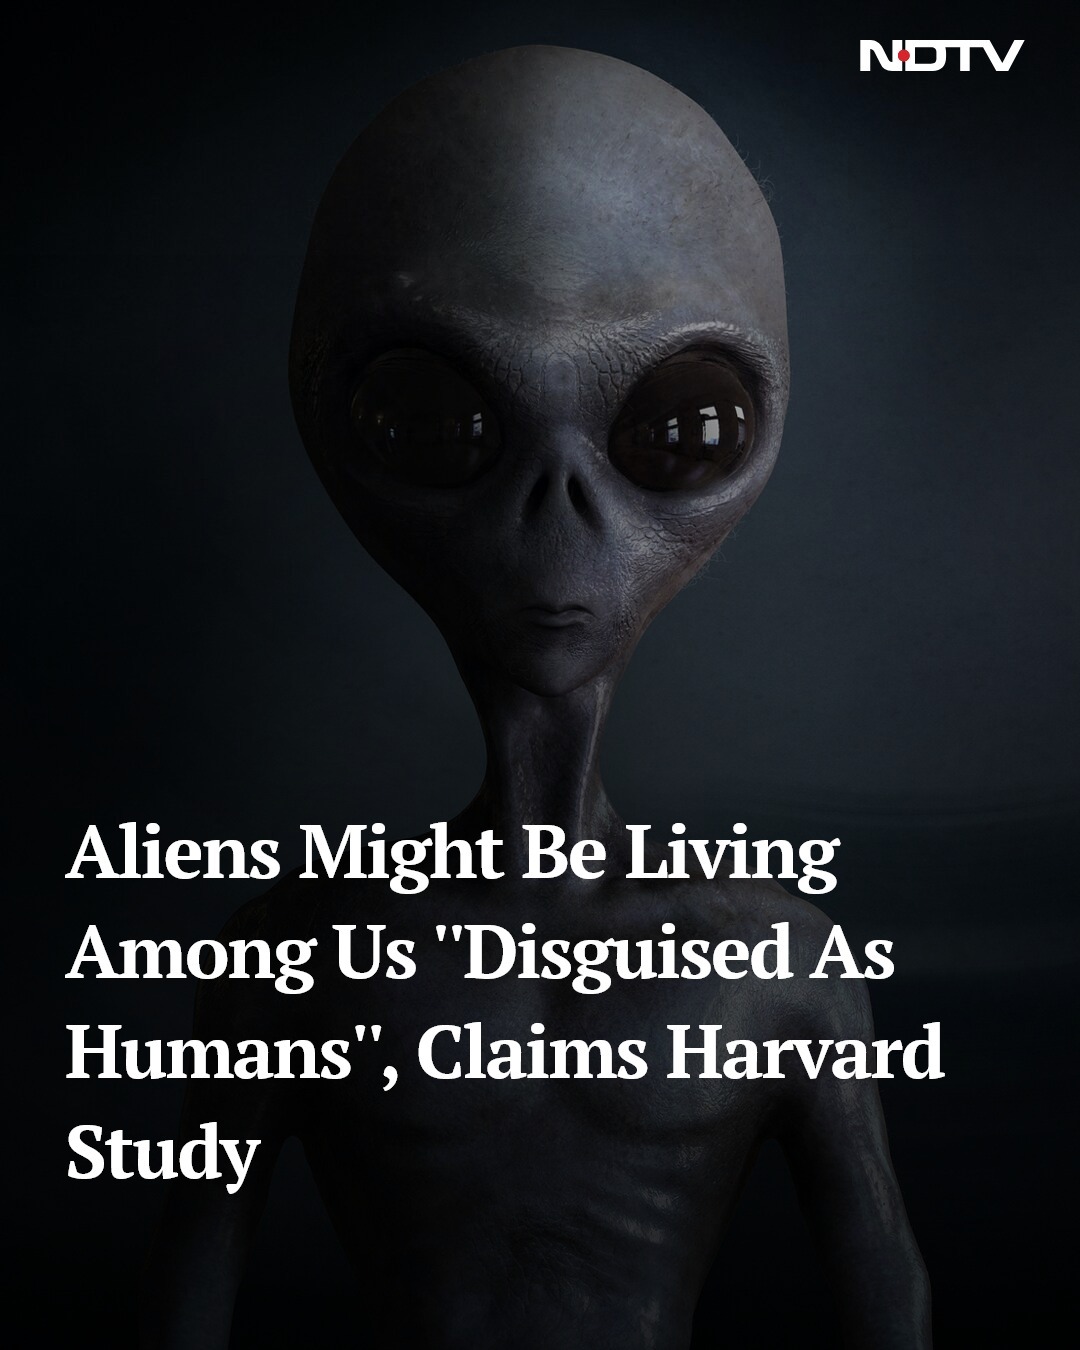 NDTV
Aliens Might Be Living
Among Us "Disguised As
Humans", Claims Harvard
Study